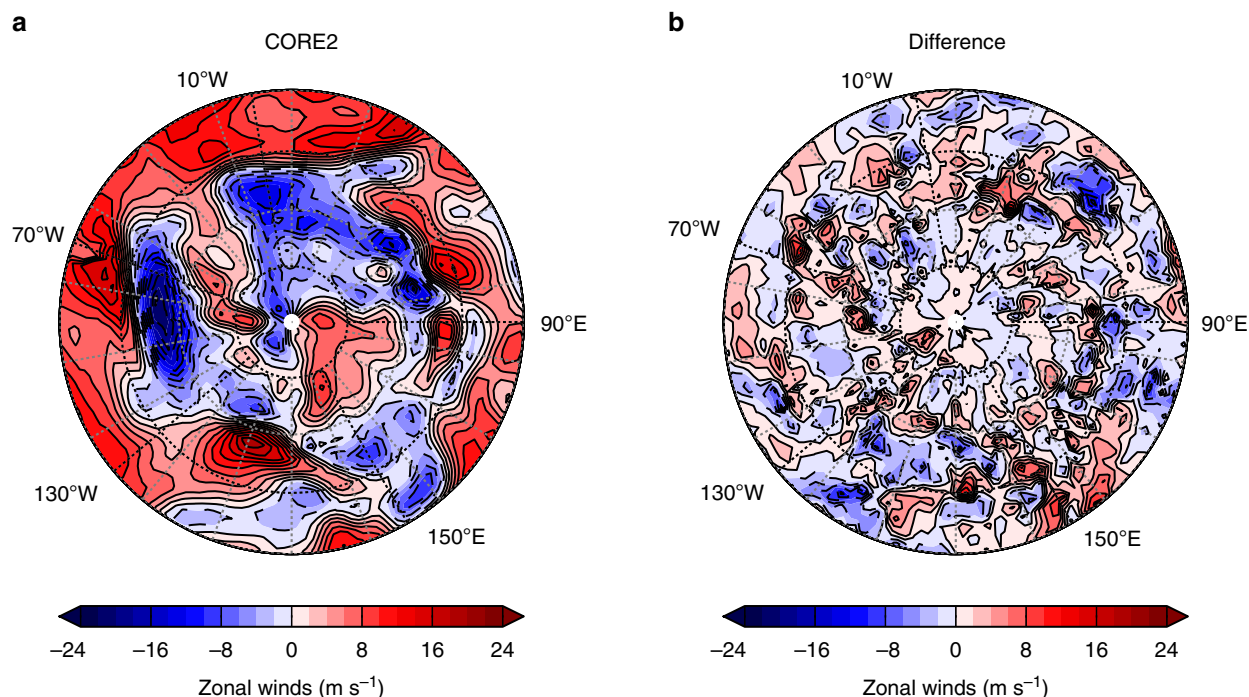 a
CORE2
10°W
70°W
90°E
130°W
150°E
–24 –16 –8 0 8 16 24
Zonal winds (m s⁻¹)
b
Difference
10°W
70°W
90°E
130°W
150°E
–24 –16 –8 0 8 16 24
Zonal winds (m s⁻¹)